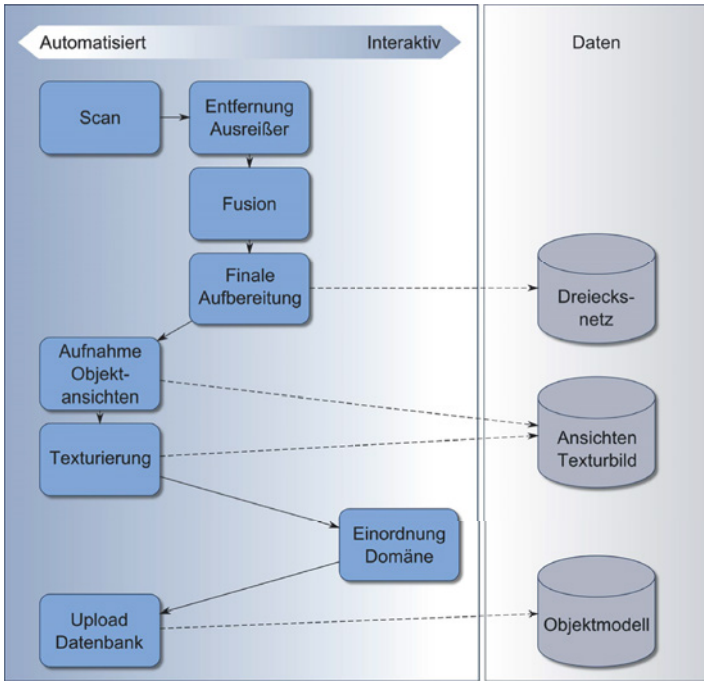 Automatisiert
Interaktiv
Daten
Scan
Entfernung
Ausreißer
Fusion
Finale
Aufbereitung
Dreiecks-
netz
Aufnahme
Objekt-
ansichten
Texturierung
Ansichten
Texturbild
Einordnung
Domäne
Upload
Datenbank
Objektmodell